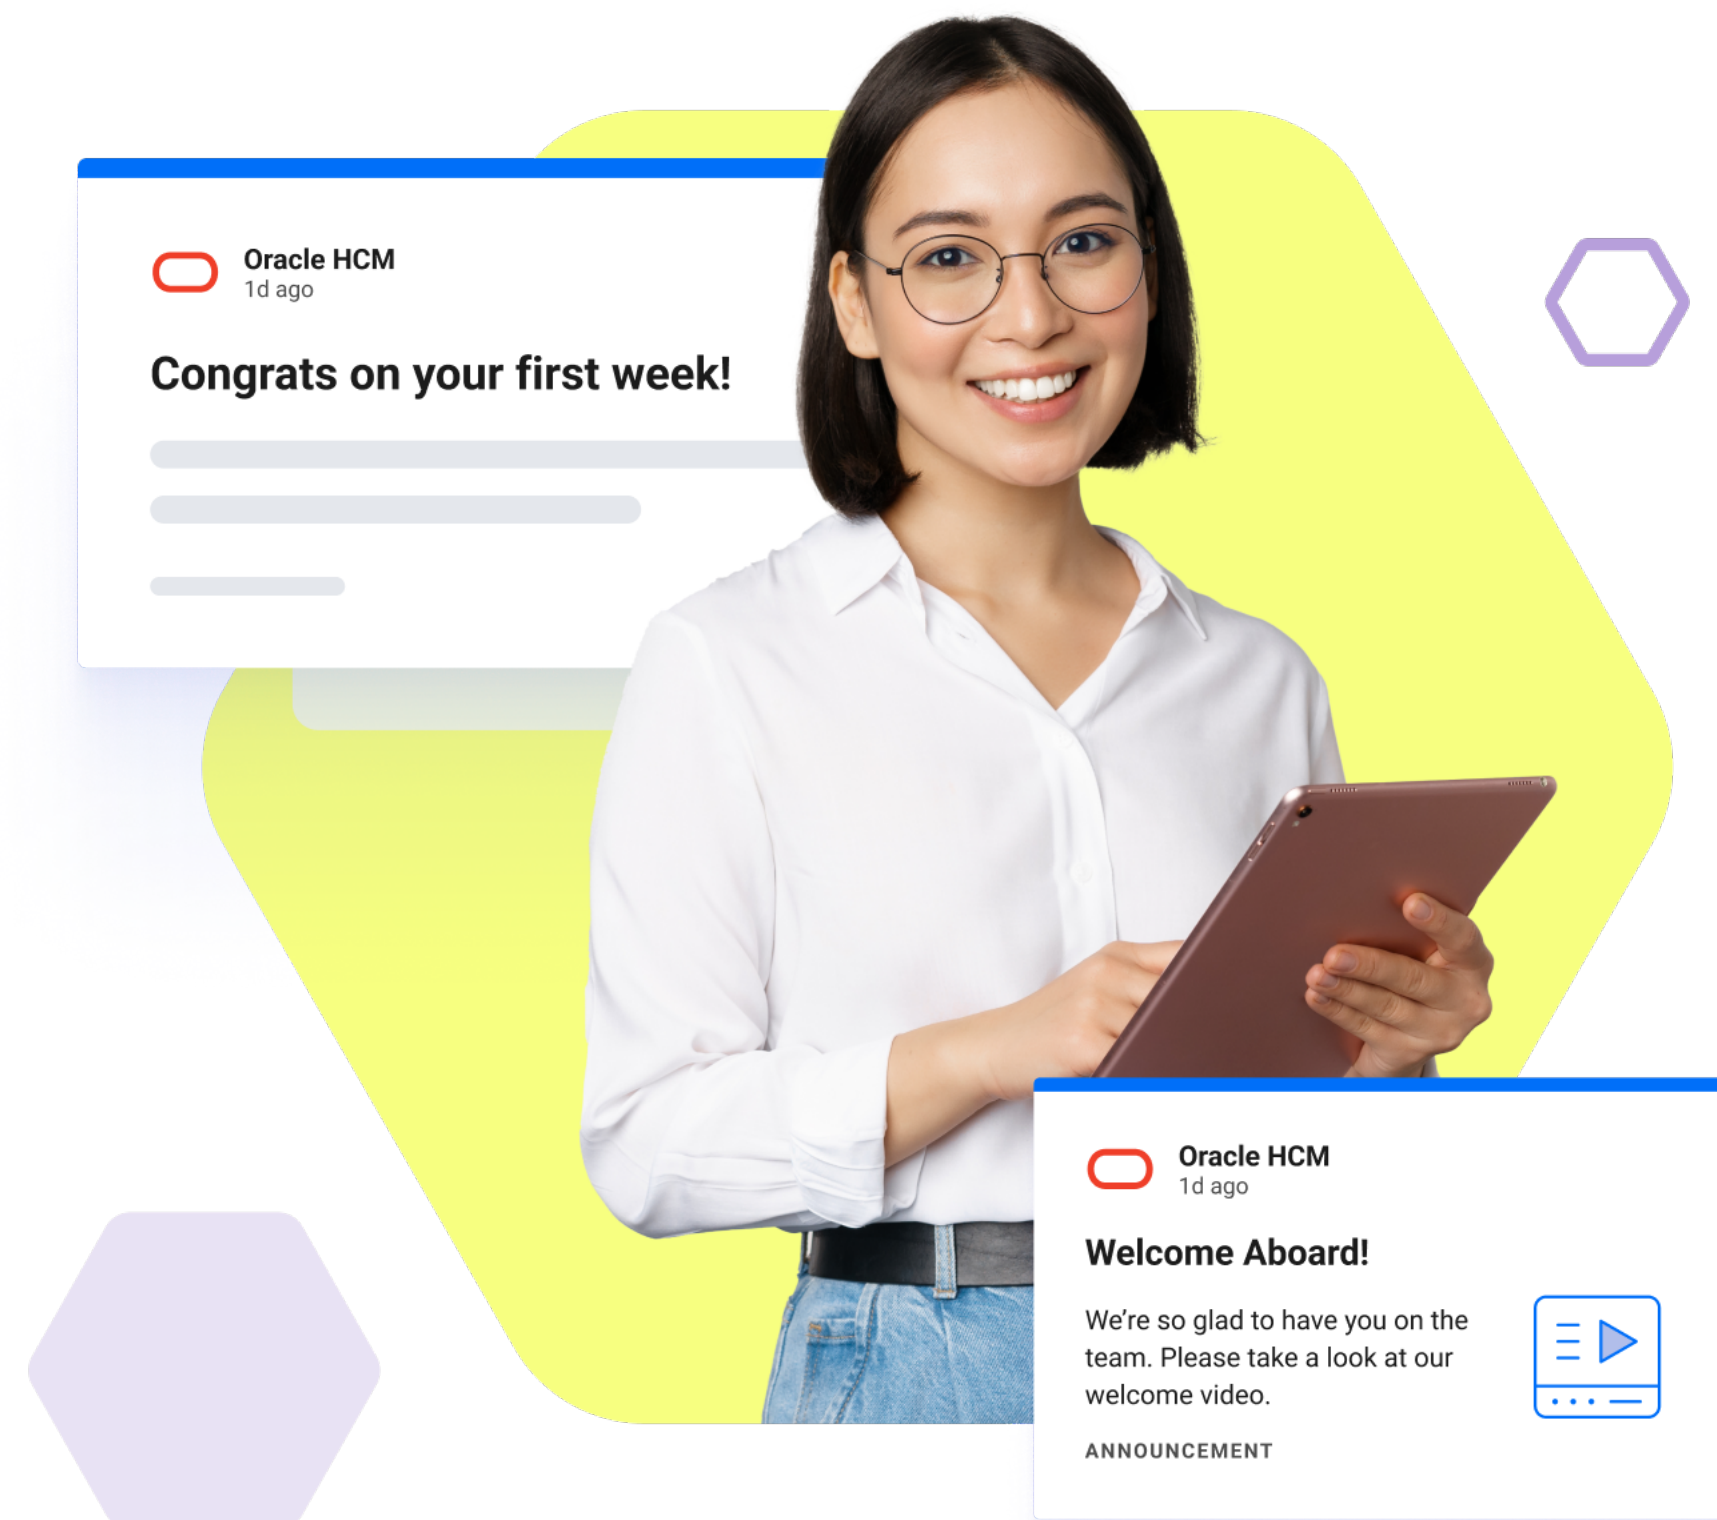 Oracle HCM
1d ago
Congrats on your first week!
Oracle HCM
1d ago
Welcome Aboard!
We’re so glad to have you on the
team. Please take a look at our
welcome video.
ANNOUNCEMENT